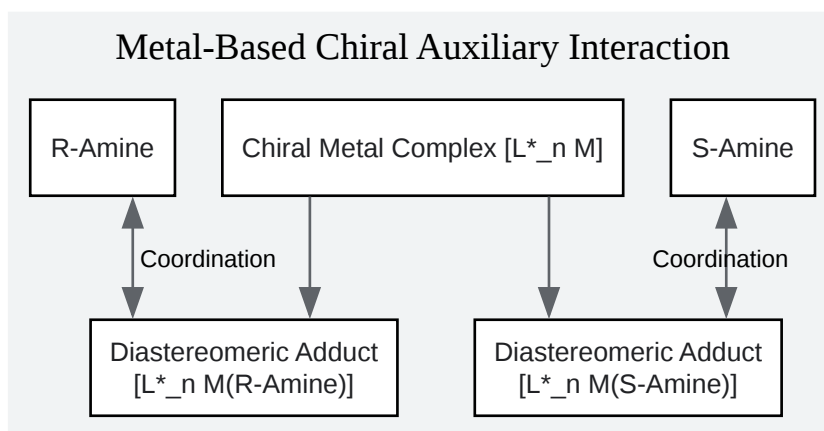 Metal-Based Chiral Auxiliary Interaction
R-Amine
Chiral Metal Complex [L*_n M]
S-Amine
Coordination
Coordination
Diastereomeric Adduct
[L*_n M(R-Amine)]
Diastereomeric Adduct
[L*_n M(S-Amine)]